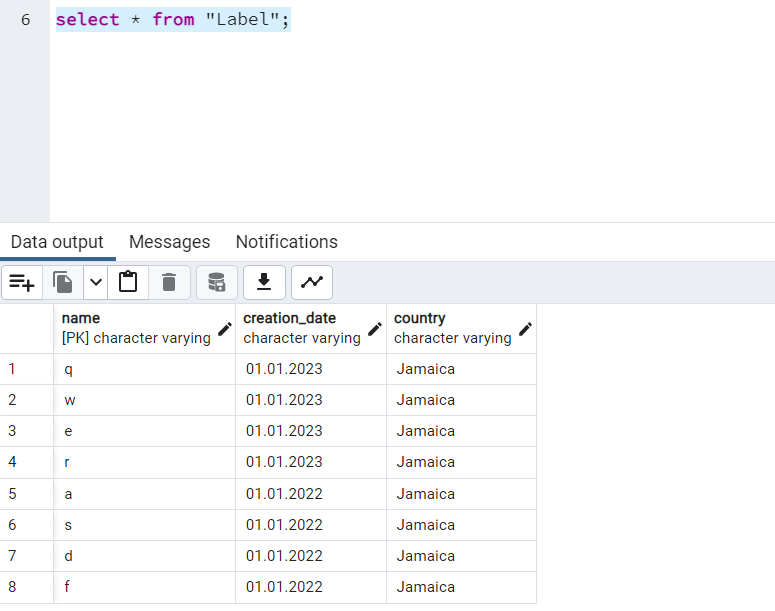 6 select * from "Label";
Data output Messages Notifications
name creation_date country
[PK] character varying character varying character varying
1 q 01.01.2023 Jamaica
2 w 01.01.2023 Jamaica
3 e 01.01.2023 Jamaica
4 r 01.01.2023 Jamaica
5 a 01.01.2022 Jamaica
6 s 01.01.2022 Jamaica
7 d 01.01.2022 Jamaica
8 f 01.01.2022 Jamaica